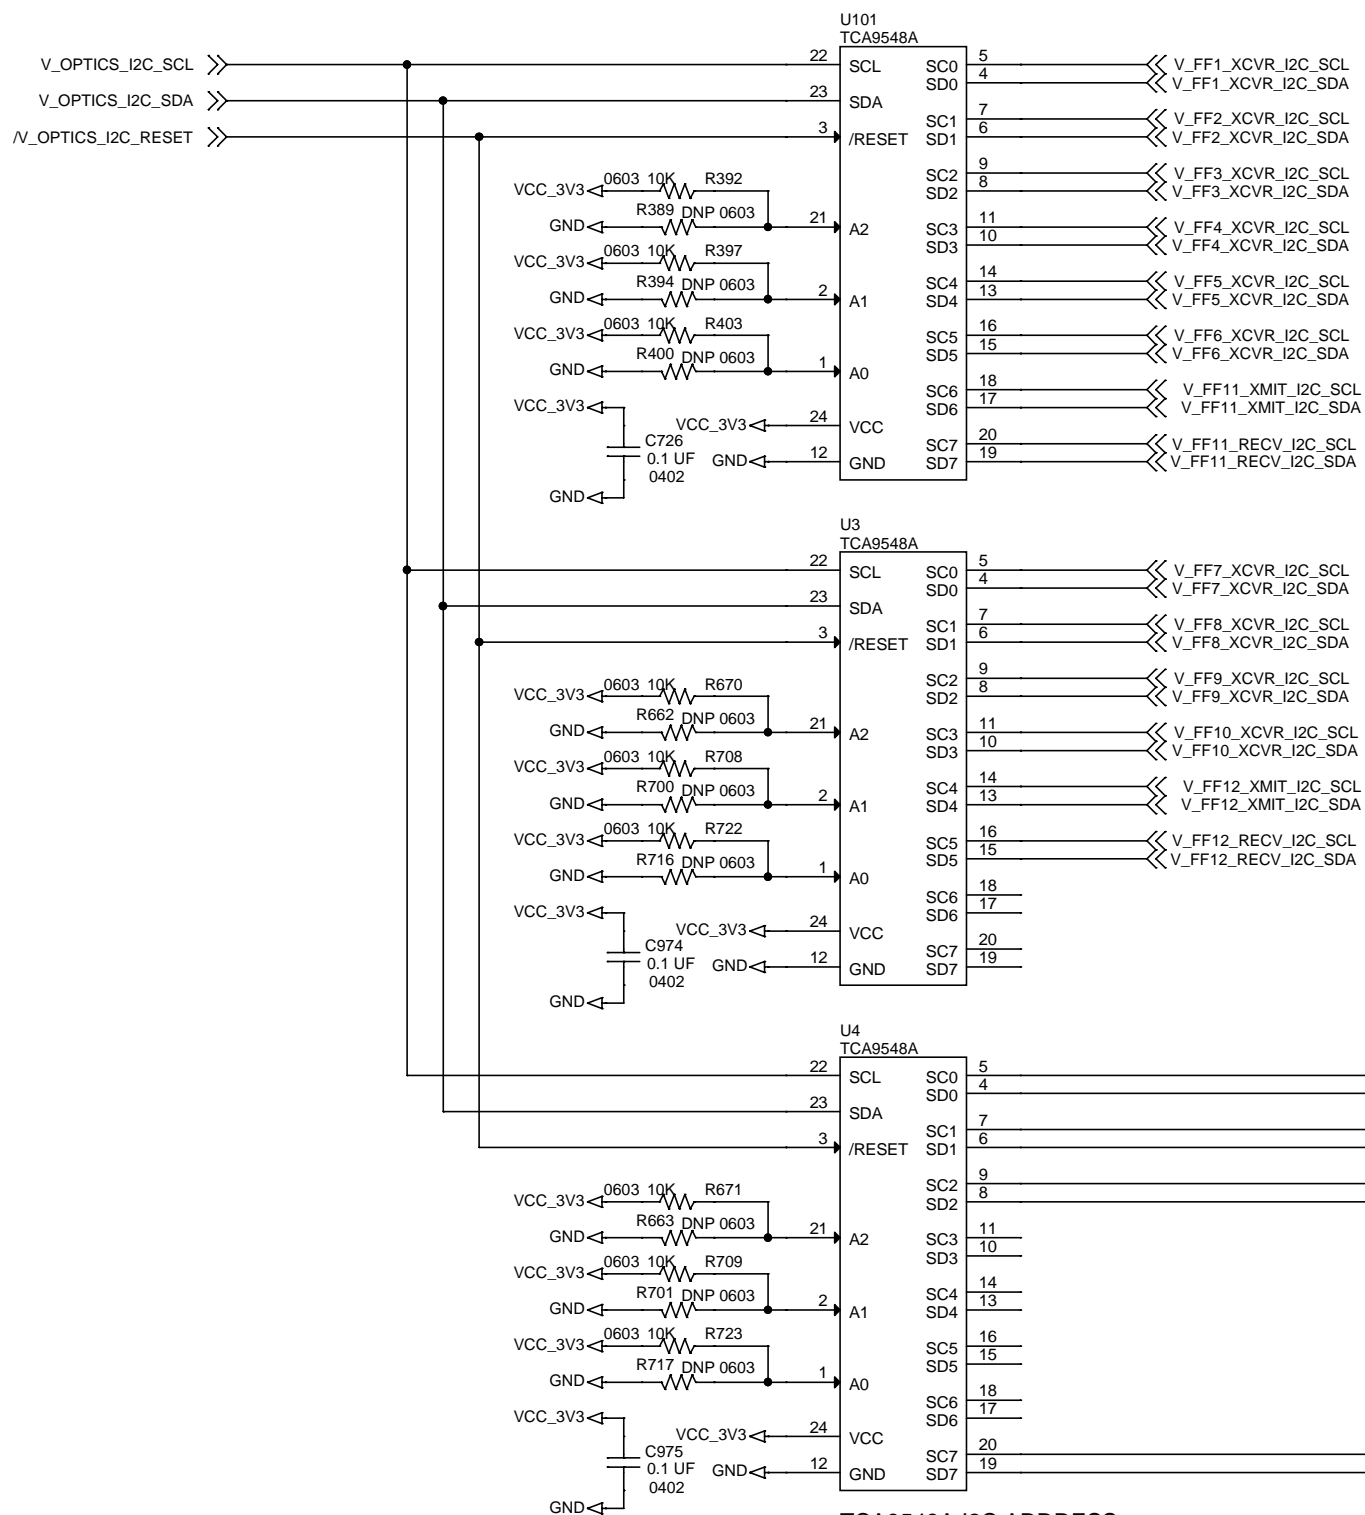 U101
TCA9548A
V_OPTICS_I2C_SCL 22 SCL SC0 5 V_FF1_XCVR_I2C_SCL
SD0 4 V_FF1_XCVR_I2C_SDA
V_OPTICS_I2C_SDA 23 SDA
SC1 7 V_FF2_XCVR_I2C_SCL
/V_OPTICS_I2C_RESET 3 /RESET SD1 6 V_FF2_XCVR_I2C_SDA
SC2 9 V_FF3_XCVR_I2C_SCL
VCC_3V3 0603 10K R392 SD2 8 V_FF3_XCVR_I2C_SDA
GND R389 DNP 0603 21 A2 SC3 11 V_FF4_XCVR_I2C_SCL
SD3 10 V_FF4_XCVR_I2C_SDA
VCC_3V3 0603 10K R397
SC4 14 V_FF5_XCVR_I2C_SCL
GND R394 DNP 0603 2 A1 SD4 13 V_FF5_XCVR_I2C_SDA
VCC_3V3 0603 10K R403 SC5 16 V_FF6_XCVR_I2C_SCL
SD5 15 V_FF6_XCVR_I2C_SDA
GND R400 DNP 0603 1 A0
SC6 18 V_FF11_XMIT_I2C_SCL
VCC_3V3 SD6 17 V_FF11_XMIT_I2C_SDA
VCC_3V3 24 VCC
C726 SC7 20 V_FF11_RECV_I2C_SCL
0.1 UF GND 12 GND SD7 19 V_FF11_RECV_I2C_SDA
0402
GND
U3
TCA9548A
22 SCL SC0 5 V_FF7_XCVR_I2C_SCL
SD0 4 V_FF7_XCVR_I2C_SDA
23 SDA
SC1 7 V_FF8_XCVR_I2C_SCL
3 /RESET SD1 6 V_FF8_XCVR_I2C_SDA
SC2 9 V_FF9_XCVR_I2C_SCL
VCC_3V3 0603 10K R670 SD2 8 V_FF9_XCVR_I2C_SDA
GND R662 DNP 0603 21 A2 SC3 11 V_FF10_XCVR_I2C_SCL
SD3 10 V_FF10_XCVR_I2C_SDA
VCC_3V3 0603 10K R708
SC4 14 V_FF12_XMIT_I2C_SCL
GND R700 DNP 0603 2 A1 SD4 13 V_FF12_XMIT_I2C_SDA
VCC_3V3 0603 10K R722 SC5 16 V_FF12_RECV_I2C_SCL
SD5 15 V_FF12_RECV_I2C_SDA
GND R716 DNP 0603 1 A0
SC6 18
VCC_3V3 SD6 17
VCC_3V3 24 VCC
C974 SC7 20
0.1 UF GND 12 GND SD7 19
0402
GND
U4
TCA9548A
22 SCL SC0 5
SD0 4
23 SDA
SC1 7
3 /RESET SD1 6
SC2 9
VCC_3V3 0603 10K R671 SD2 8
GND R663 DNP 0603 21 A2 SC3 11
SD3 10
VCC_3V3 0603 10K R709
SC4 14
GND R701 DNP 0603 2 A1 SD4 13
VCC_3V3 0603 10K R723 SC5 16
SD5 15
GND R717 DNP 0603 1 A0
SC6 18
VCC_3V3 SD6 17
VCC_3V3 24 VCC
C975 SC7 20
0.1 UF GND 12 GND SD7 19
0402
GND